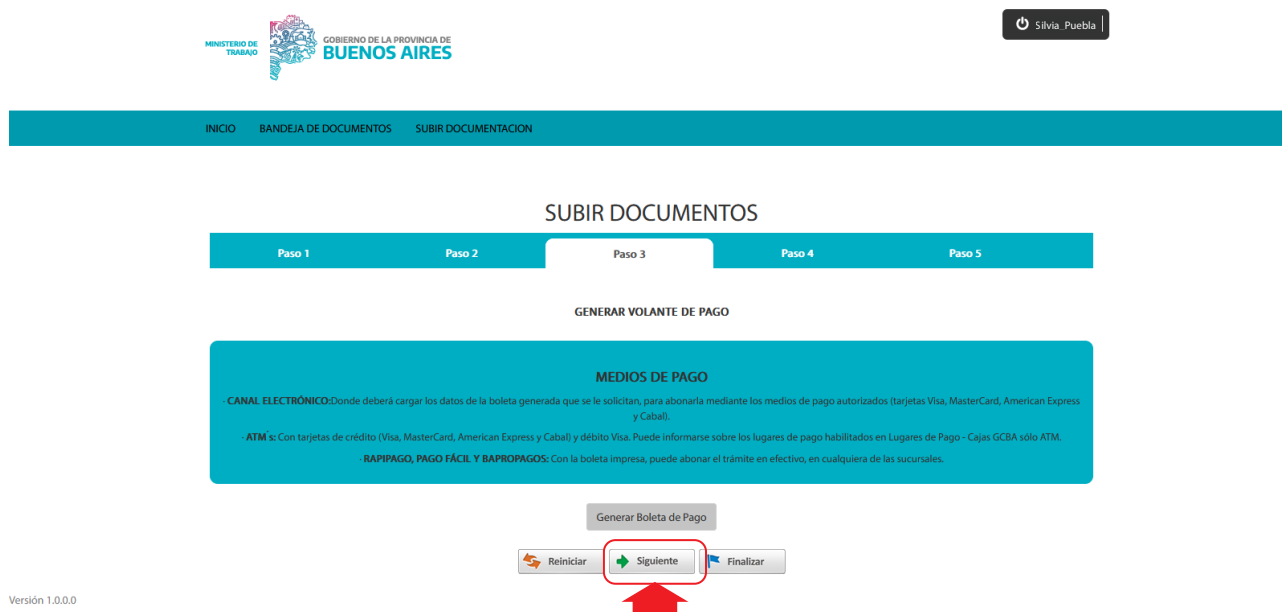 MINISTERIO DE
TRABAJO
GOBIERNO DE LA PROVINCIA DE
BUENOS AIRES
Silvia_Puebla
INICIO BANDEJA DE DOCUMENTOS SUBIR DOCUMENTACION
SUBIR DOCUMENTOS
Paso 1 Paso 2 Paso 3 Paso 4 Paso 5
GENERAR VOLANTE DE PAGO
MEDIOS DE PAGO
- CANAL ELECTRÓNICO:Donde deberá cargar los datos de la boleta generada que se le solicitan, para abonarla mediante los medios de pago autorizados (tarjetas Visa, MasterCard, American Express
y Cabal).
- ATM´s: Con tarjetas de crédito (Visa, MasterCard, American Express y Cabal) y débito Visa. Puede informarse sobre los lugares de pago habilitados en Lugares de Pago - Cajas GCBA sólo ATM.
- RAPIPAGO, PAGO FÁCIL Y BAPROPAGOS: Con la boleta impresa, puede abonar el trámite en efectivo, en cualquiera de las sucursales.
Generar Boleta de Pago
Reiniciar Siguiente Finalizar
Versión 1.0.0.0